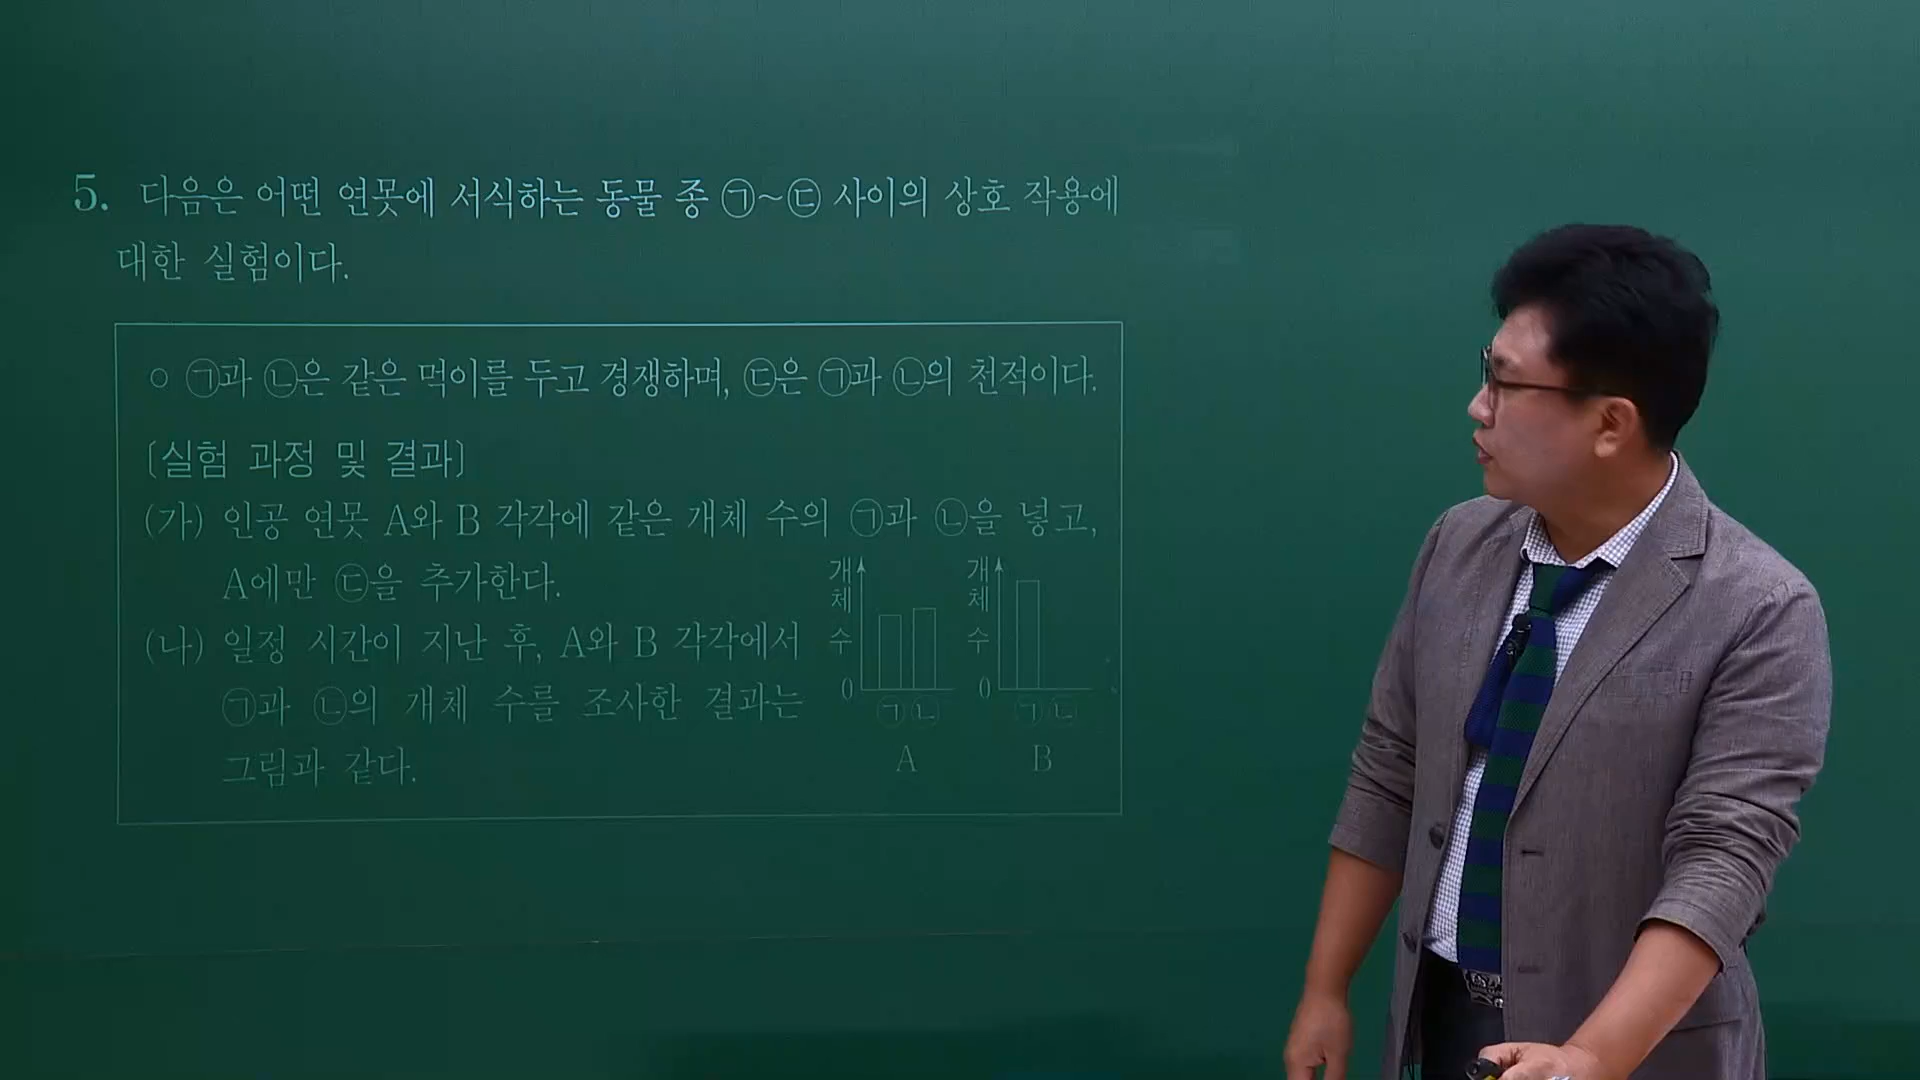 5. 다음은 어떤 연못에 서식하는 동물 종 ㉠~㉢ 사이의 상호 작용에
대한 실험이다.
○ ㉠과 ㉡은 같은 먹이를 두고 경쟁하며, ㉢은 ㉠과 ㉡의 천적이다.
〔실험 과정 및 결과〕
(가) 인공 연못 A와 B 각각에 같은 개체 수의 ㉠과 ㉡을 넣고,
A에만 ㉢을 추가한다.
(나) 일정 시간이 지난 후, A와 B 각각에서
㉠과 ㉡의 개체 수를 조사한 결과는
그림과 같다.
개체수
0
㉠ ㉡
A
개체수
0
㉠ ㉡
B